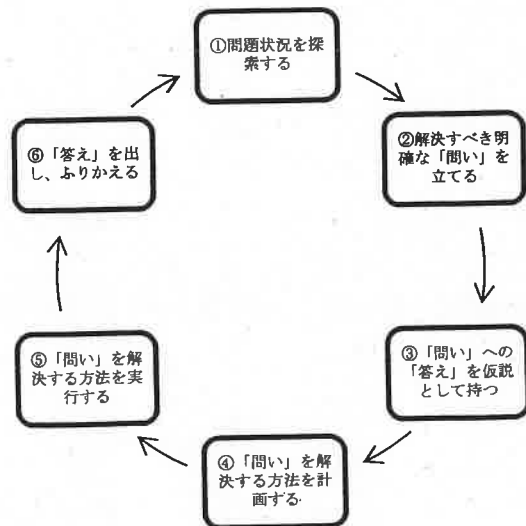 ①問題状況を探
索する
②解決すべき明
確な「問い」を
立てる
③「問い」への
「答え」を仮説
として持つ
④「問い」を解
決する方法を計
画する
⑤「問い」を解
決する方法を実
行する
⑥「答え」を出
し、ふりかえる